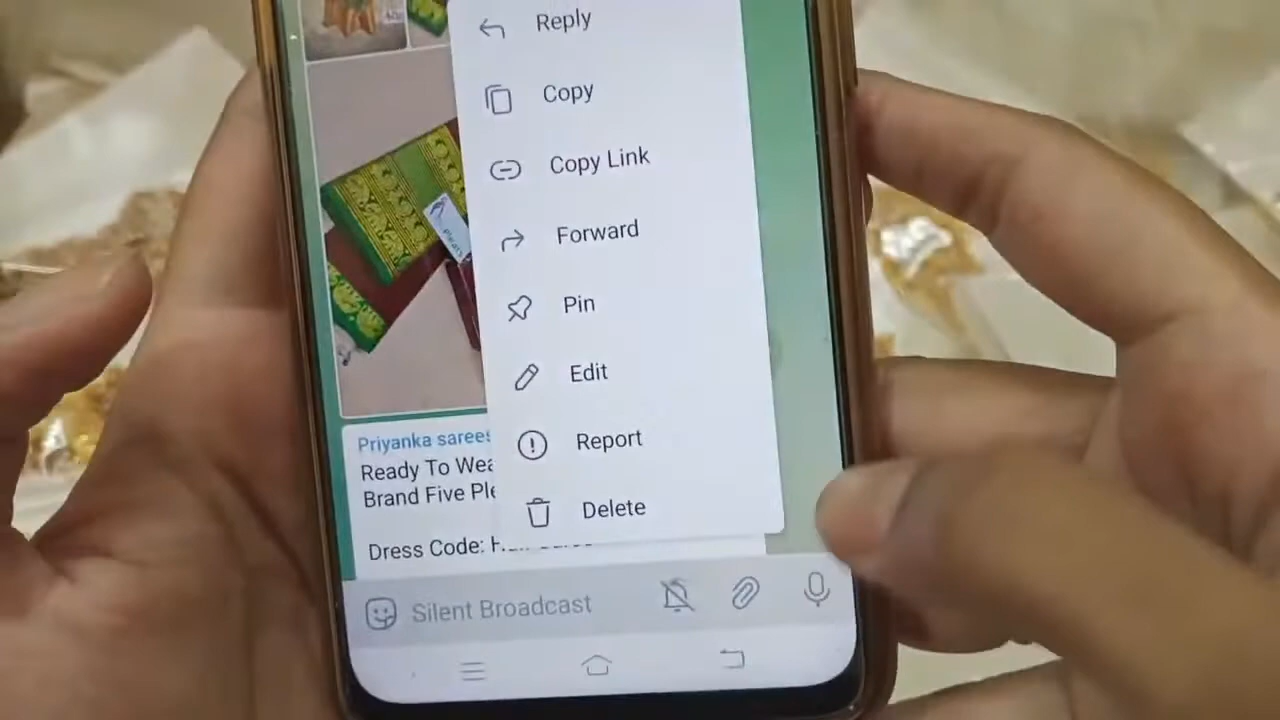 Reply
Copy
Copy Link
Forward
Pin
Edit
Report
Delete
Priyanka sarees
Ready To Wea
Brand Five Ple
Dress Code:
Silent Broadcast